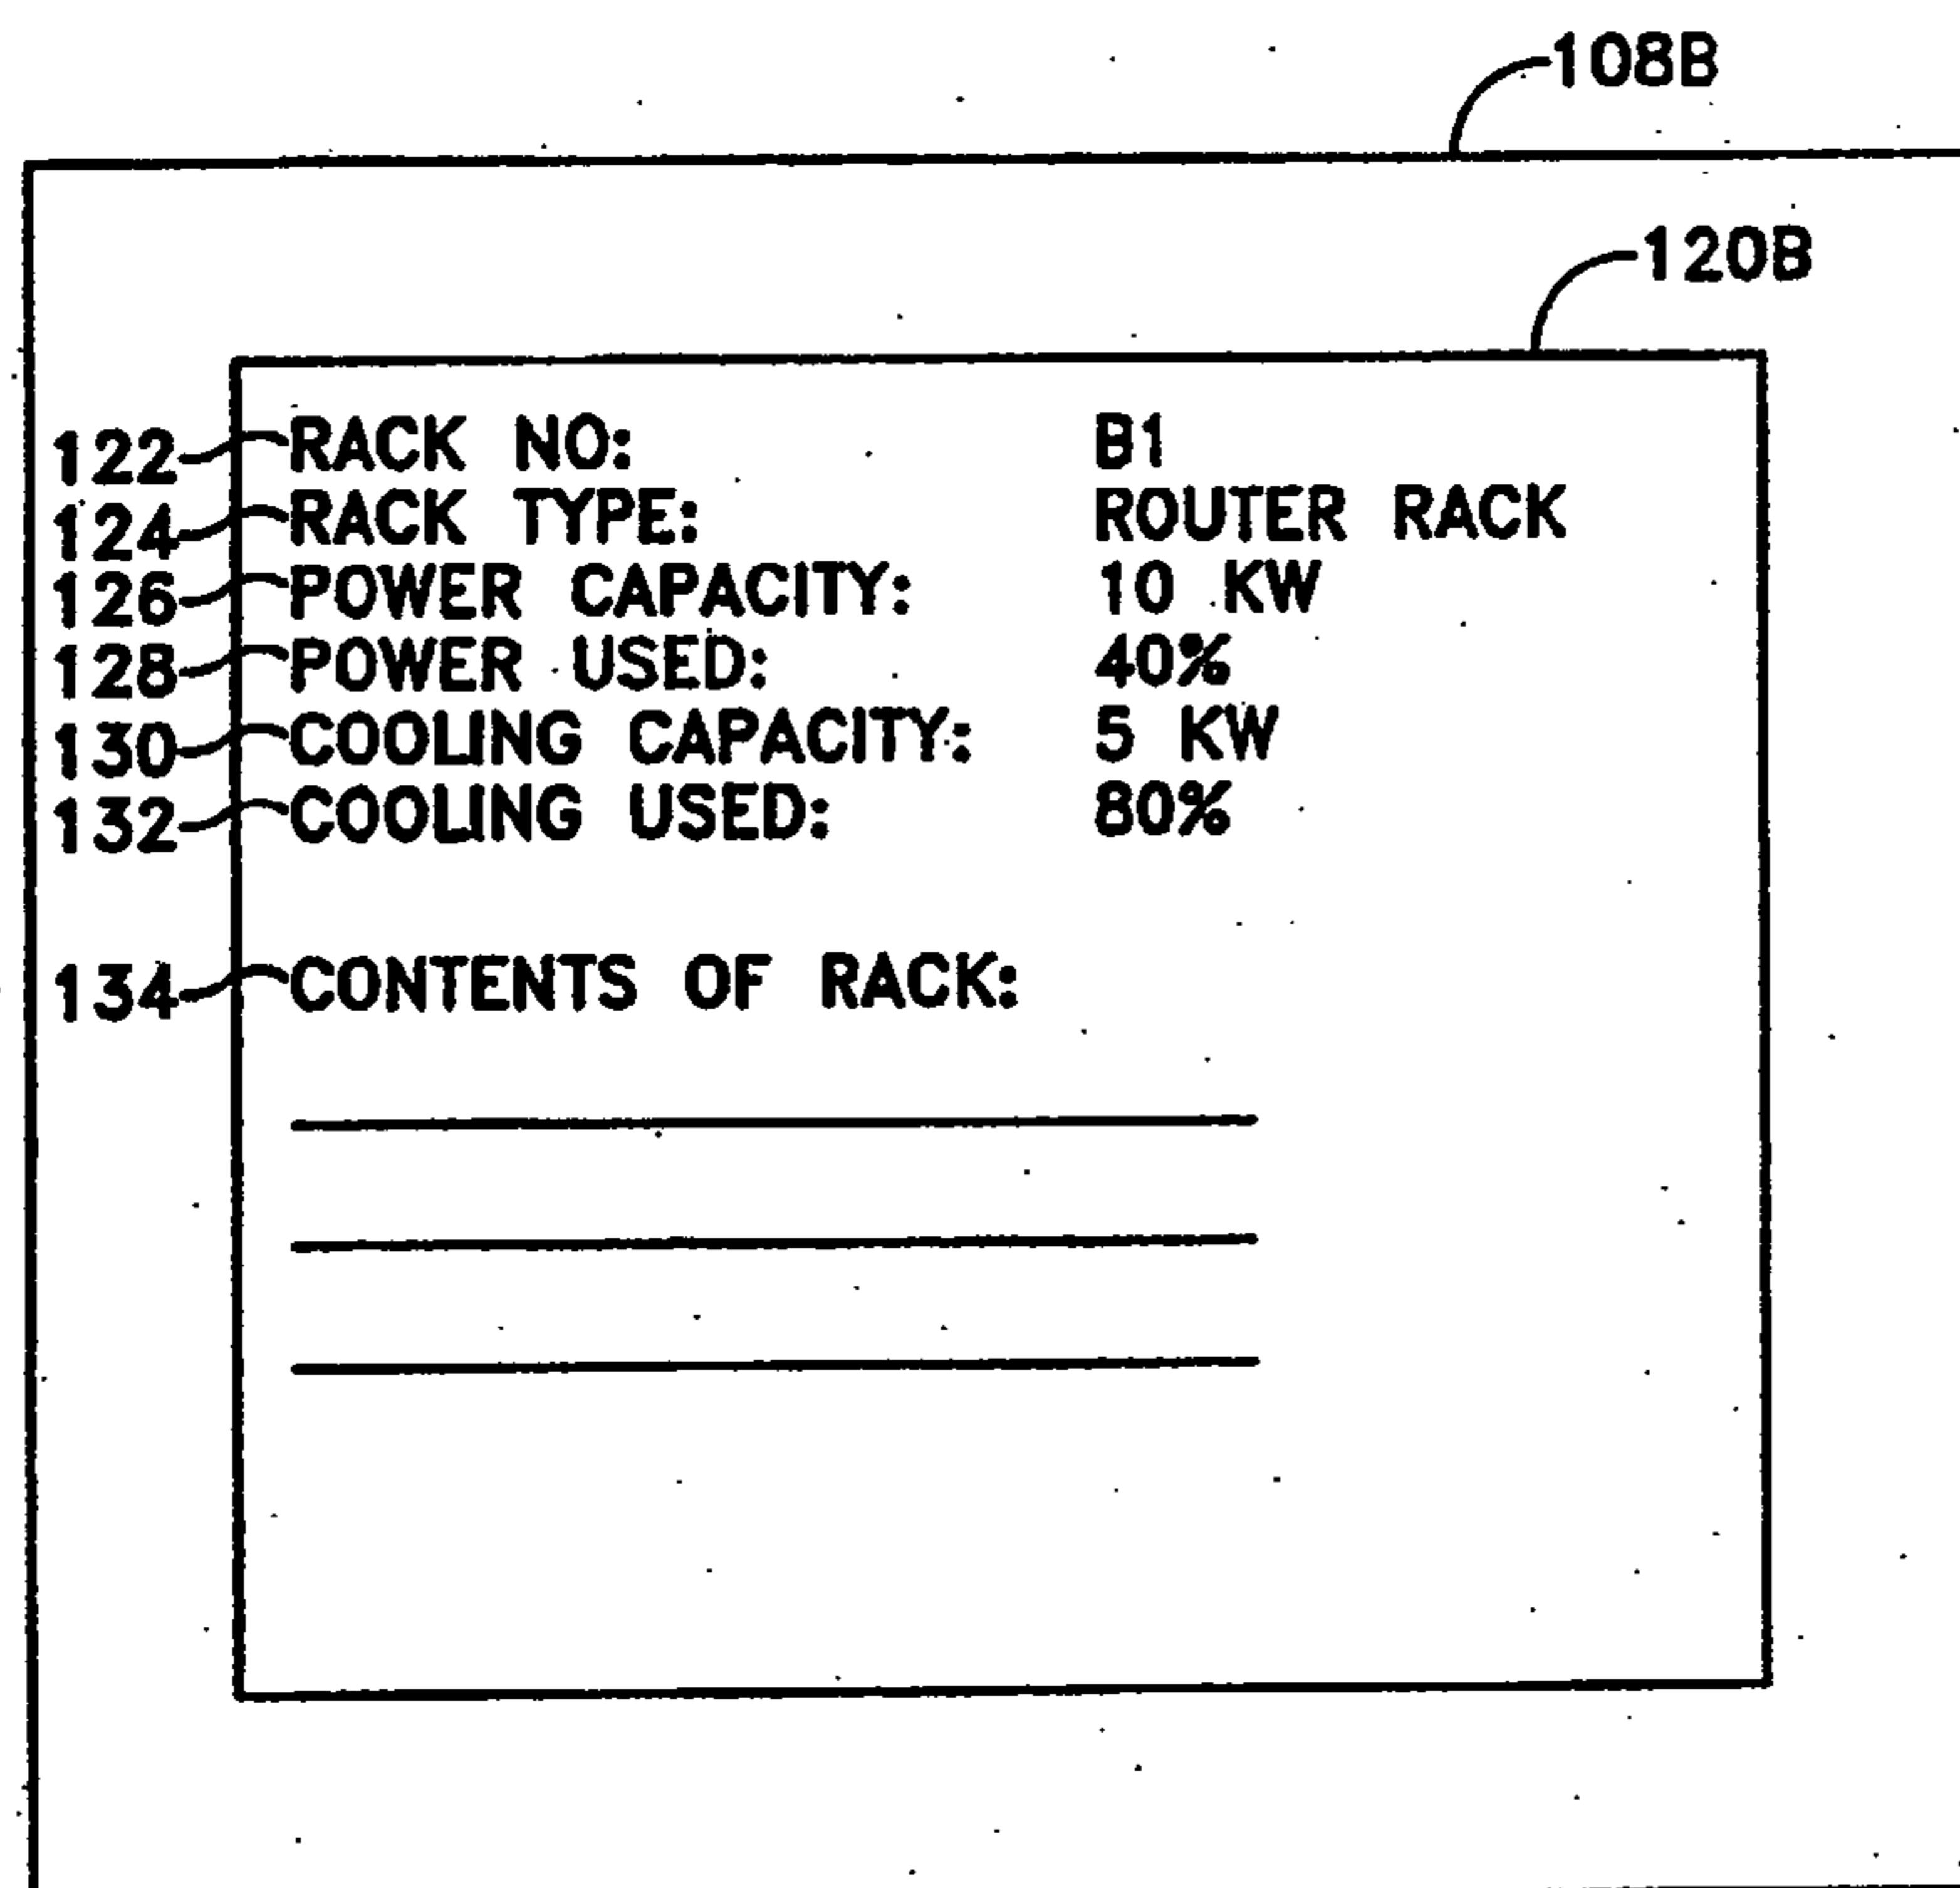 108B
120B
122 RACK NO: B1
124 RACK TYPE: ROUTER RACK
126 POWER CAPACITY: 10 KW
128 POWER USED: 40%
130 COOLING CAPACITY: 5 KW
132 COOLING USED: 80%
134 CONTENTS OF RACK: